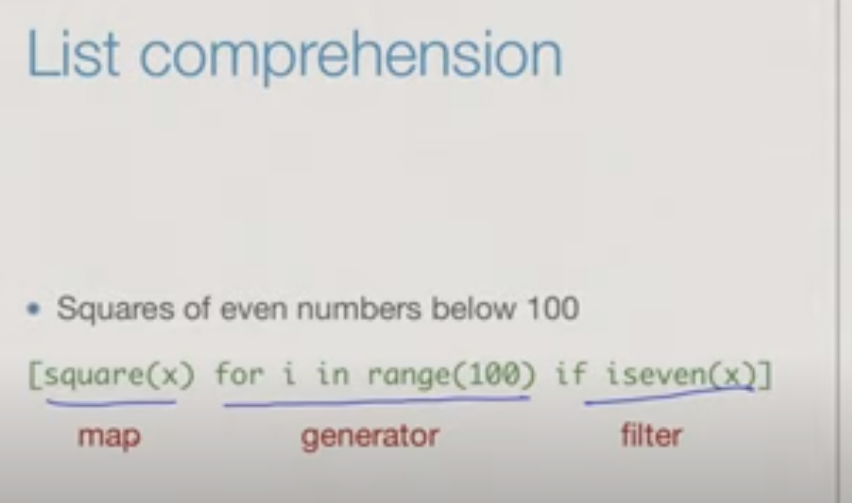 List comprehension
• Squares of even numbers below 100
[square(x) for i in range(100) if iseven(x)]
map generator filter